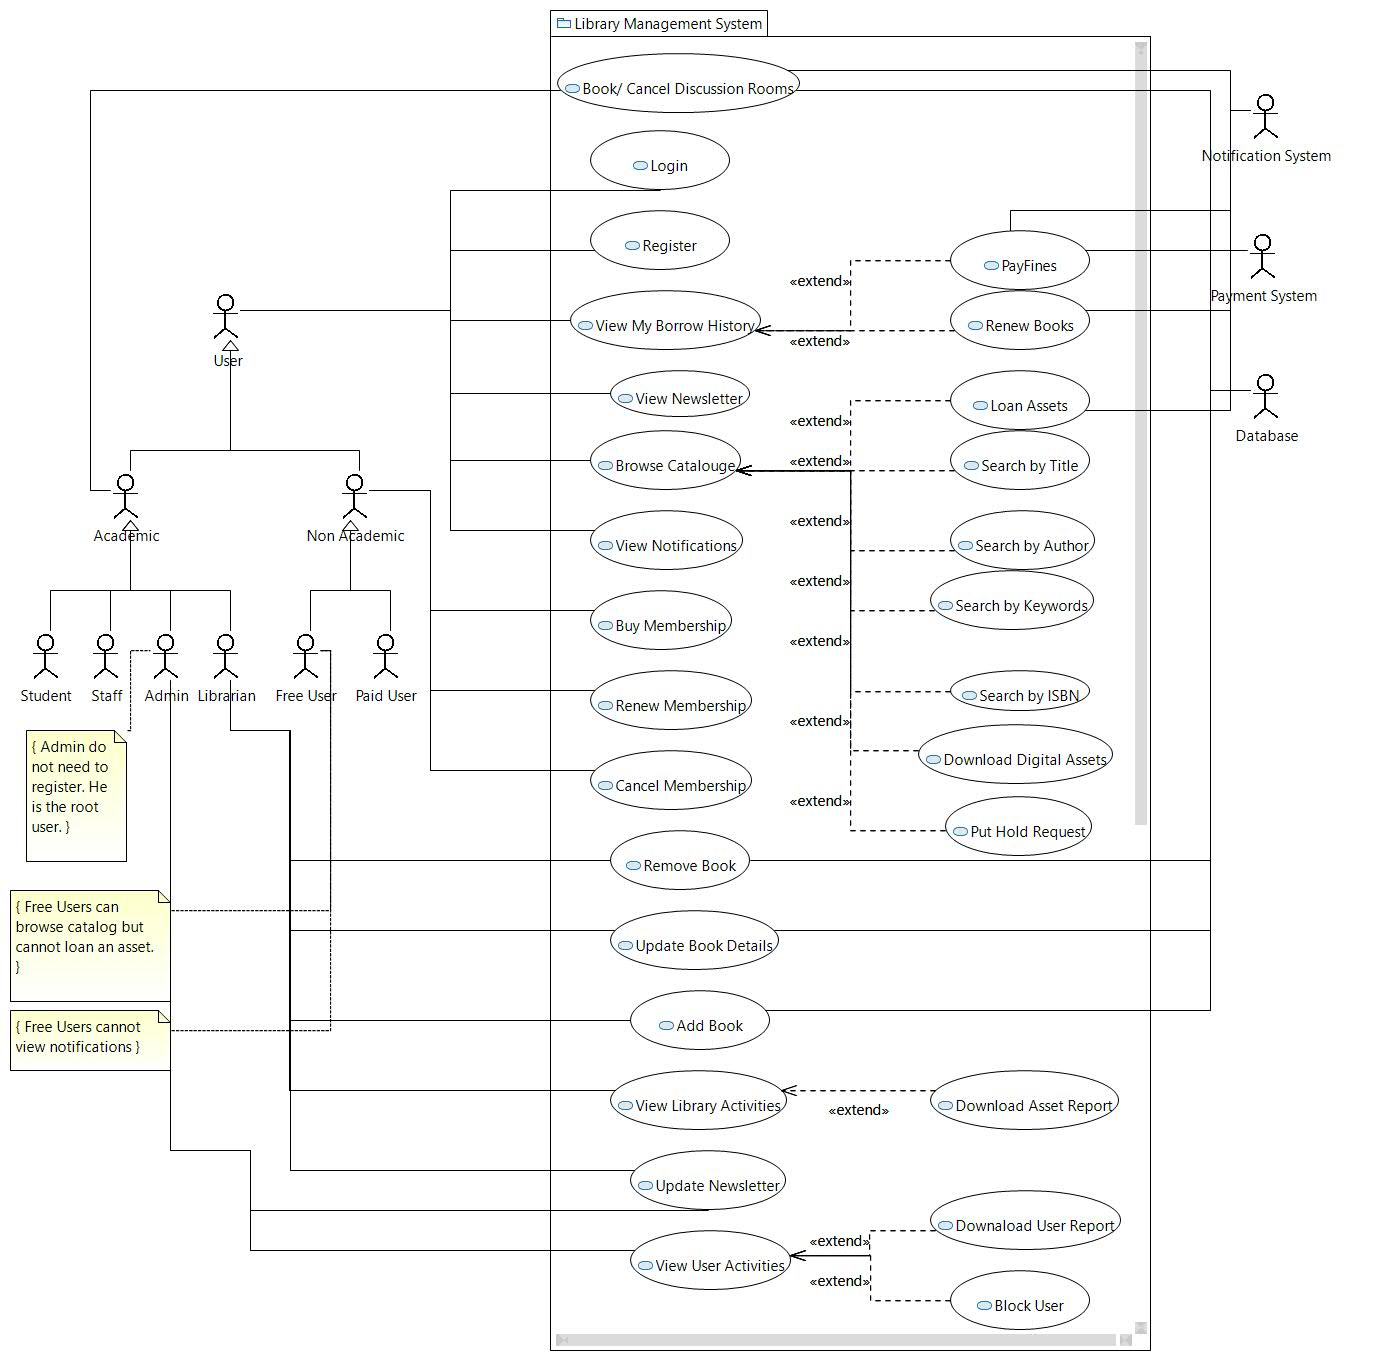 Library Management System
Book/ Cancel Discussion Rooms
Notification System
Login
Register
«extend»
PayFines
Payment System
View My Borrow History
«extend»
Renew Books
User
View Newsletter
«extend»
Loan Assets
Database
Browse Catalouge
«extend»
Search by Title
Academic
Non Academic
View Notifications
«extend»
Search by Author
«extend»
Search by Keywords
Buy Membership
«extend»
Student
Staff
Admin
Librarian
Free User
Paid User
Renew Membership
Search by ISBN
«extend»
{ Admin do
not need to
register. He
is the root
user. }
Download Digital Assets
Cancel Membership
«extend»
Put Hold Request
Remove Book
{ Free Users can
browse catalog but
cannot loan an asset.
}
Update Book Details
{ Free Users cannot
view notifications }
Add Book
View Library Activities
«extend»
Download Asset Report
Update Newsletter
«extend»
Downaload User Report
View User Activities
«extend»
Block User